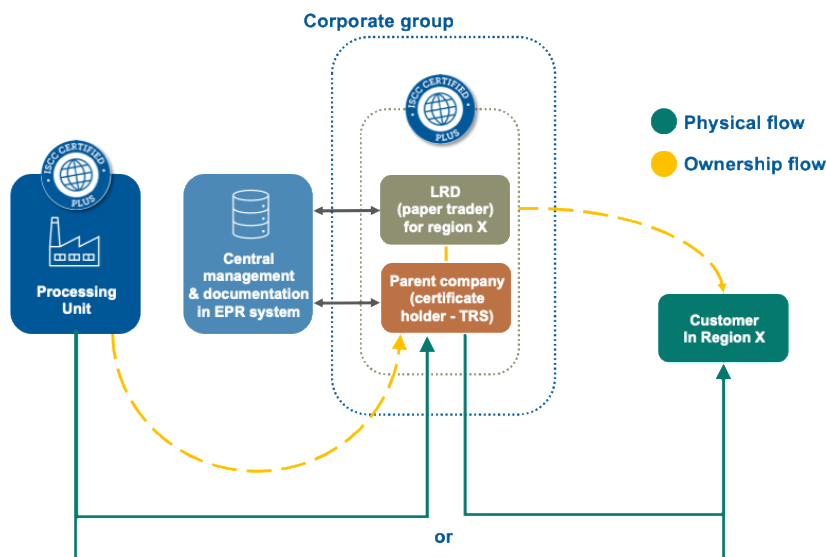 Corporate group
ISCC CERTIFIED
PLUS
Physical flow
Ownership flow
ISCC CERTIFIED
PLUS
LRD
(paper trader)
for region X
Central
management
& documentation
in EPR system
Processing
Unit
Parent company
(certificate
holder - TRS)
Customer
In Region X
or